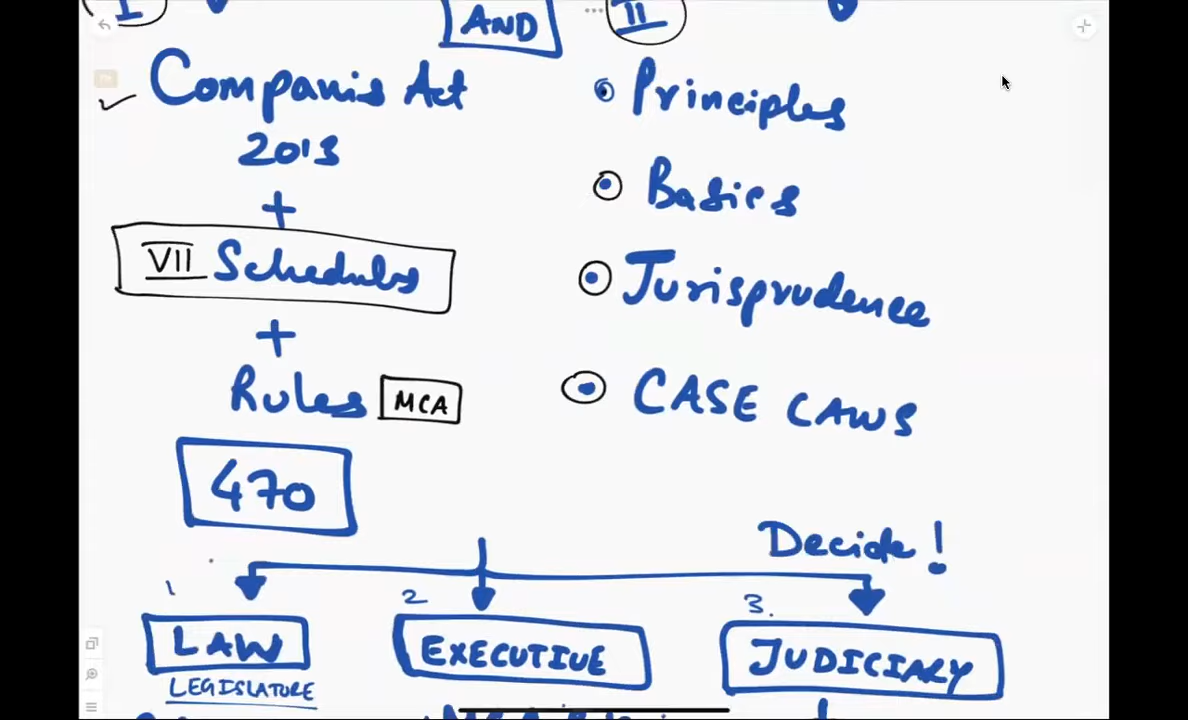 I
AND
II
Companis Act
2013
+
VII Schedules
+
Rules MCA
470
Principles
Basics
Jurisprudence
CASE LAWS
Decide!
1
2
3.
LAW
EXECUTIVE
JUDICIARY
LEGISLATURE